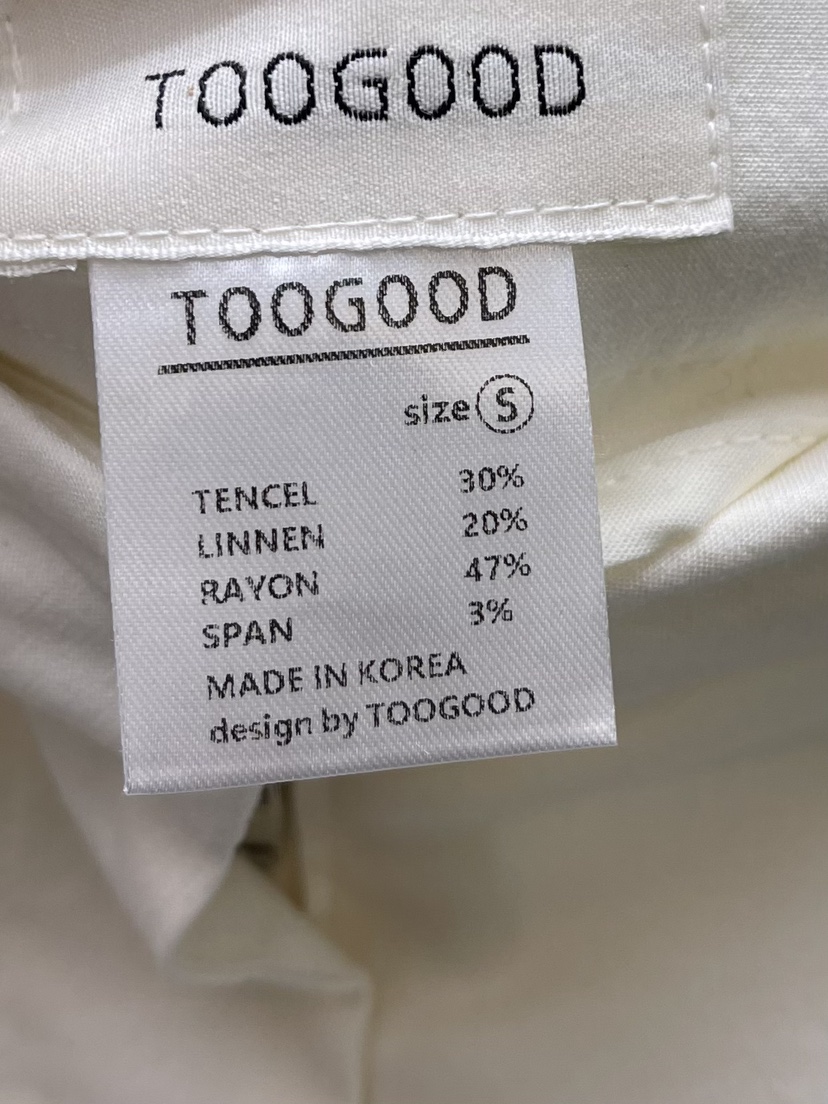 TOOGOOD
TOOGOOD
size S
TENCEL 30%
LINNEN 20%
RAYON 47%
SPAN 3%
MADE IN KOREA
design by TOOGOOD